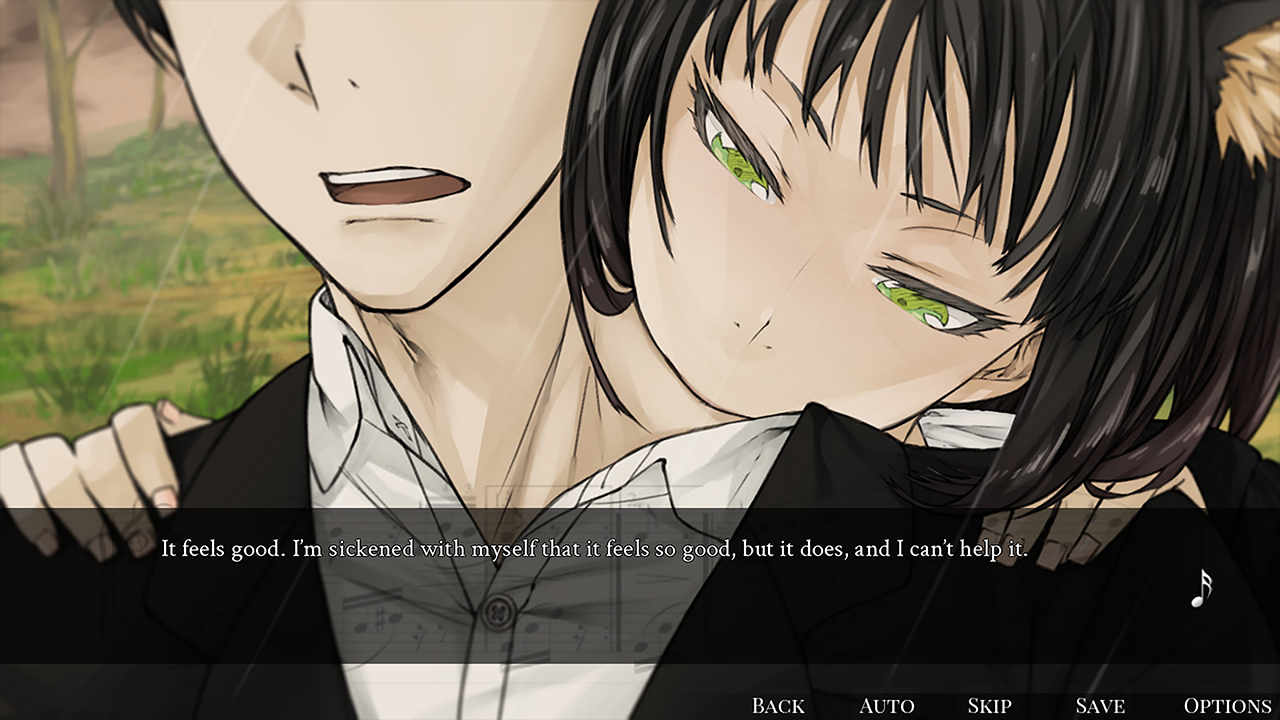 It feels good. I'm sickened with myself that it feels so good, but it does, and I can't help it.
BACK AUTO SKIP SAVE OPTIONS